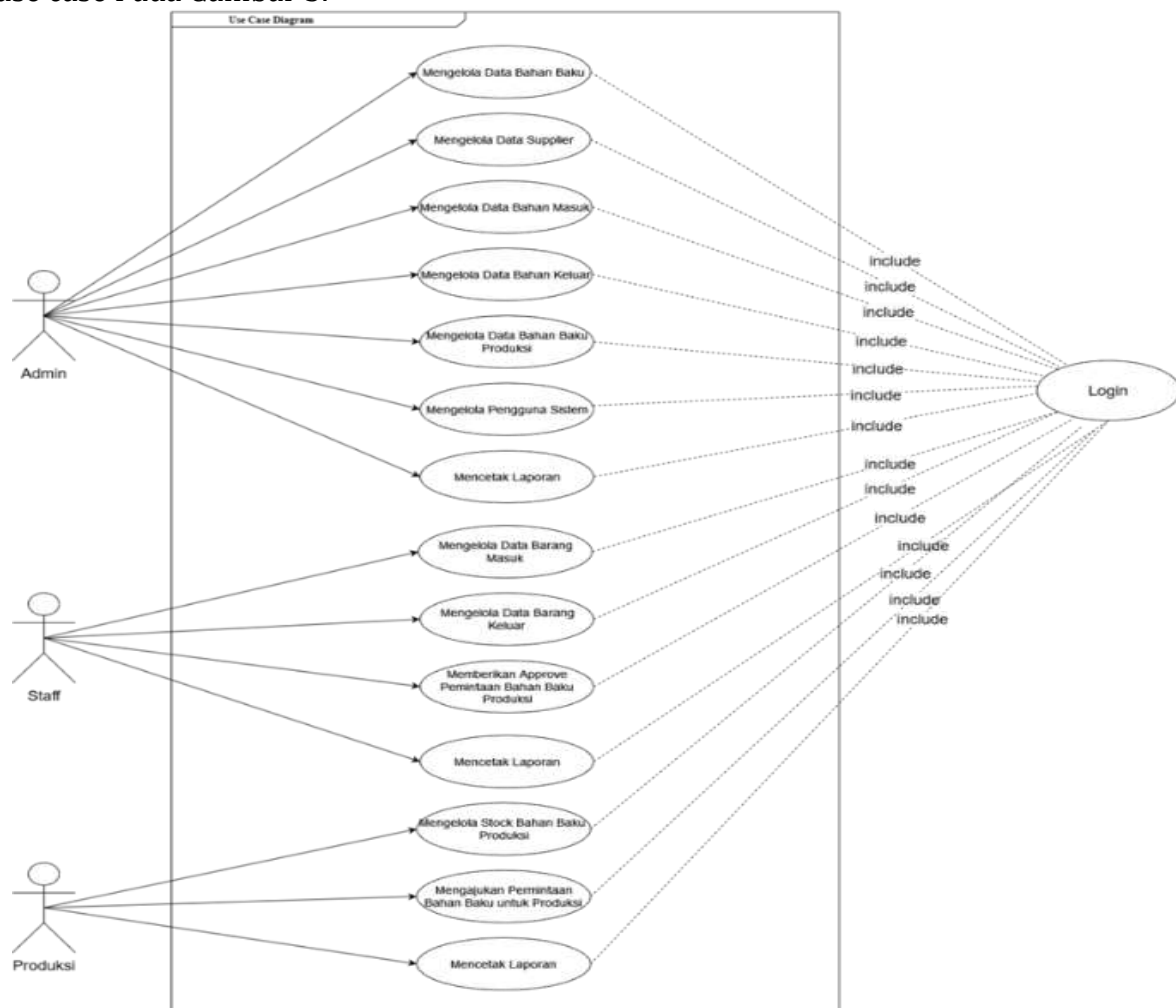 Use Case Diagram
Mengelola Data Bahan Baku
Mengelola Data Supplier
Mengelola Data Bahan Masuk
include
Mengelola Data Bahan Keluar
include
include
Mengelola Data Bahan Baku
Produksi
include
Admin
include
Login
Mengelola Pengguna Sistem
include
include
Mencetak Laporan
include
include
Mengelola Data Barang
Masuk
include
include
include
Mengelola Data Barang
Keluar
include
include
Staff
Memberikan Approve
Pemintaan Bahan Baku
Produksi
Mencetak Laporan
Mengelola Stock Bahan Baku
Produksi
Mengajukan Permintaan
Bahan Baku untuk Produksi
Produksi
Mencetak Laporan